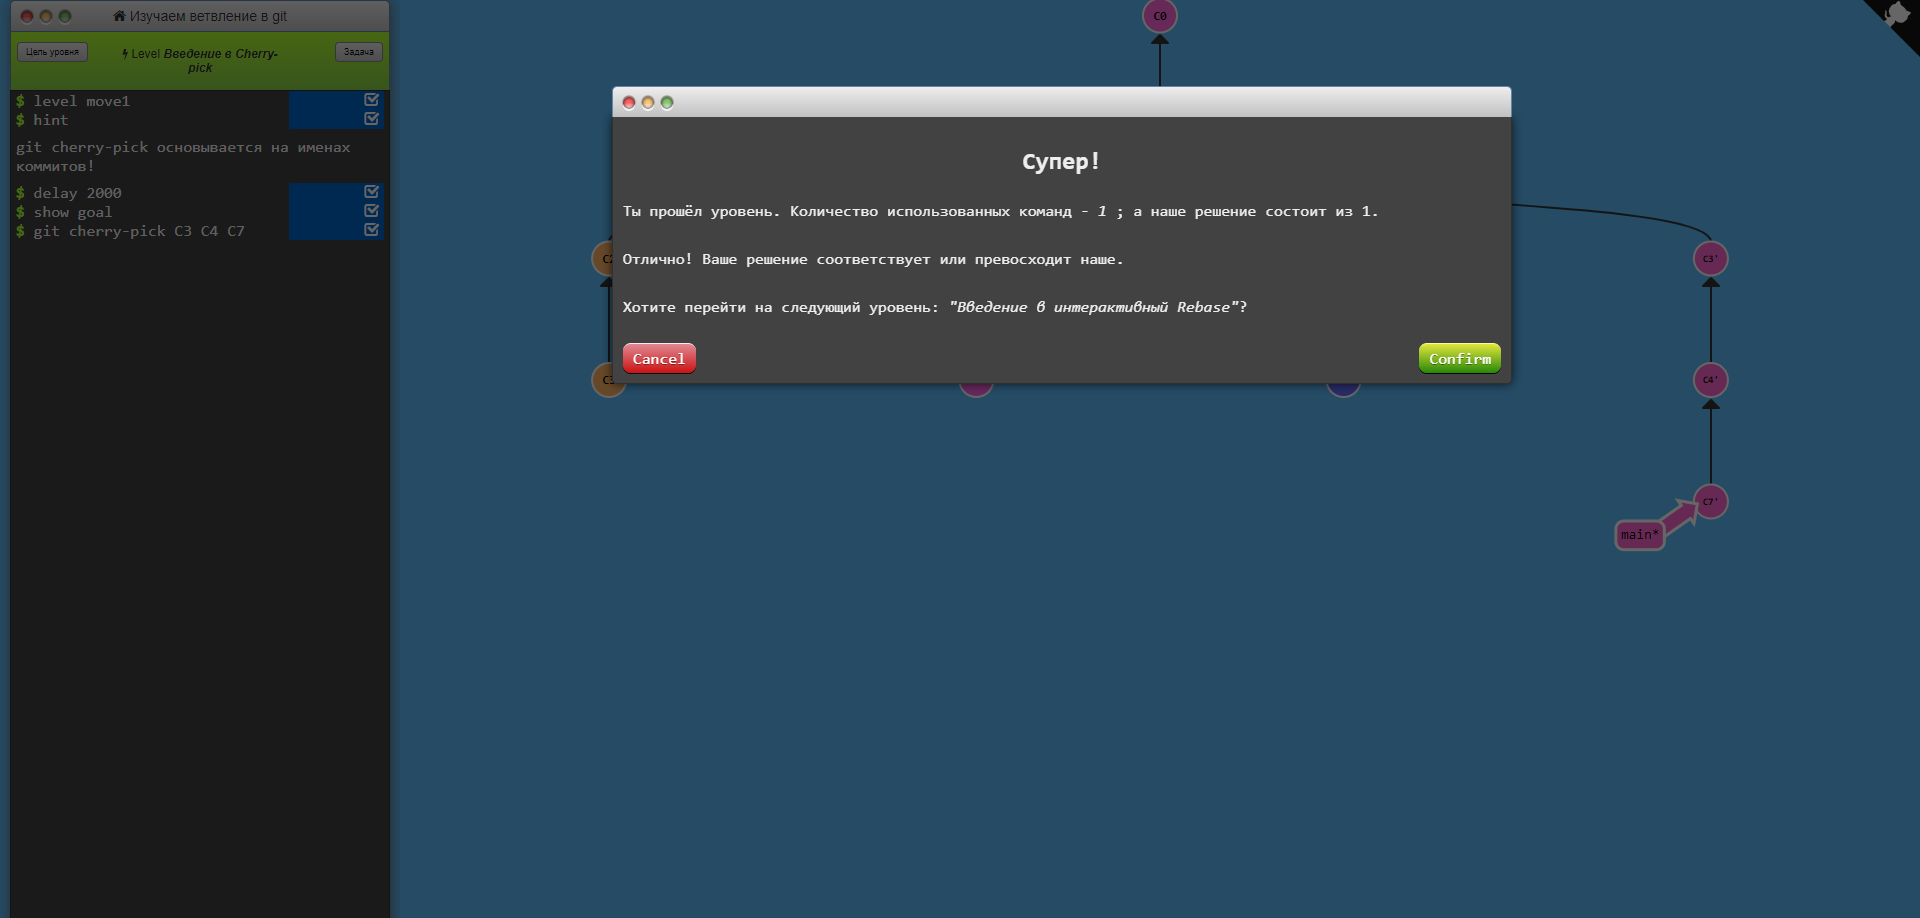 Изучаем ветвление в git
Цель уровня
Level Введение в Cherry-
pick
Задача
$ level move1
$ hint
git cherry-pick основывается на именах
коммитов!
$ delay 2000
$ show goal
$ git cherry-pick C3 C4 C7
C0
Супер!
Ты прошёл уровень. Количество использованных команд - 1 ; а наше решение состоит из 1.
Отлично! Ваше решение соответствует или превосходит наше.
Хотите перейти на следующий уровень: "Введение в интерактивный Rebase"?
Cancel
Confirm
C3'
C4'
C7'
main*